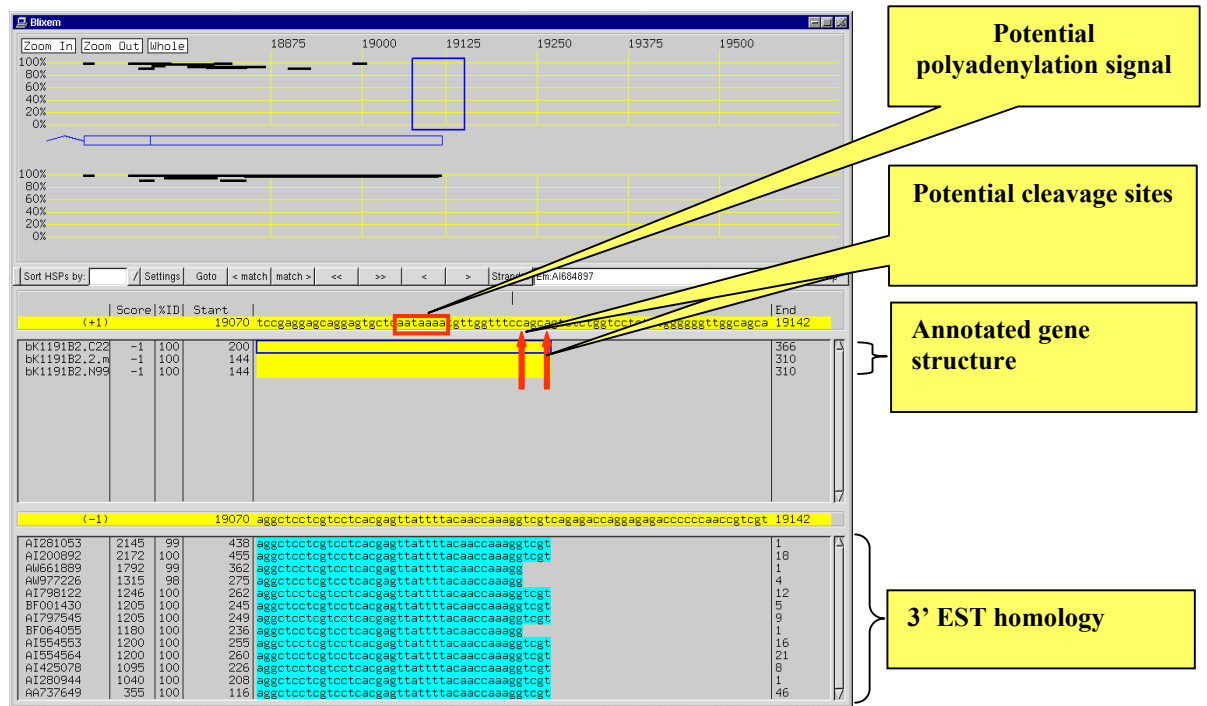 Blixem
Zoom In Zoom Out Whole 18875 19000 19125 19250 19375 19500
100%
80%
60%
40%
20%
0%
100%
80%
60%
40%
20%
0%
Sort HSPs by: Settings Goto < match match > << >> < > Strand Em:AI684897
Score %ID Start End
(+1) 19070 19142
bK1191B2.C22 -1 100 200 366
bK1191B2.2.m -1 100 144 310
bK1191B2.N99 -1 100 144 310
(-1) 19070 aggctcctcgtcctcacgagttattttacaaccaaaggtcgtcagagaccaggagagacccccc­aaccgtcgt 19142
AI281053 2145 99 438 aggctcctcgtcctcacgagttattttacaaccaaaggtcgt 1
AI200892 2172 100 455 aggctcctcgtcctcacgagttattttacaaccaaaggtcgt 18
AW661889 1792 99 362 aggctcctcgtcctcacgagttattttacaaccaaagg 1
AW977226 1315 98 275 aggctcctcgtcctcacgagttattttacaaccaaagg 4
AI798122 1246 100 262 aggctcctcgtcctcacgagttattttacaaccaaaggtcgt 12
BF001430 1205 100 245 aggctcctcgtcctcacgagttattttacaaccaaaggtcgt 5
AI797545 1205 100 249 aggctcctcgtcctcacgagttattttacaaccaaaggtcgt 9
BF064055 1180 100 236 aggctcctcgtcctcacgagttattttacaaccaaagg 1
AI554553 1200 100 255 aggctcctcgtcctcacgagttattttacaaccaaaggtcgt 16
AI554564 1200 100 260 aggctcctcgtcctcacgagttattttacaaccaaaggtcgt 21
AI425078 1095 100 226 aggctcctcgtcctcacgagttattttacaaccaaaggtcgt 8
AI280944 1040 100 208 aggctcctcgtcctcacgagttattttacaaccaaaggtcgt 1
AA737649 355 100 116 aggctcctcgtcctcacgagttattttacaaccaaaggtcgt 46
Potential
polyadenylation signal
Potential cleavage sites
Annotated gene
structure
3’ EST homology